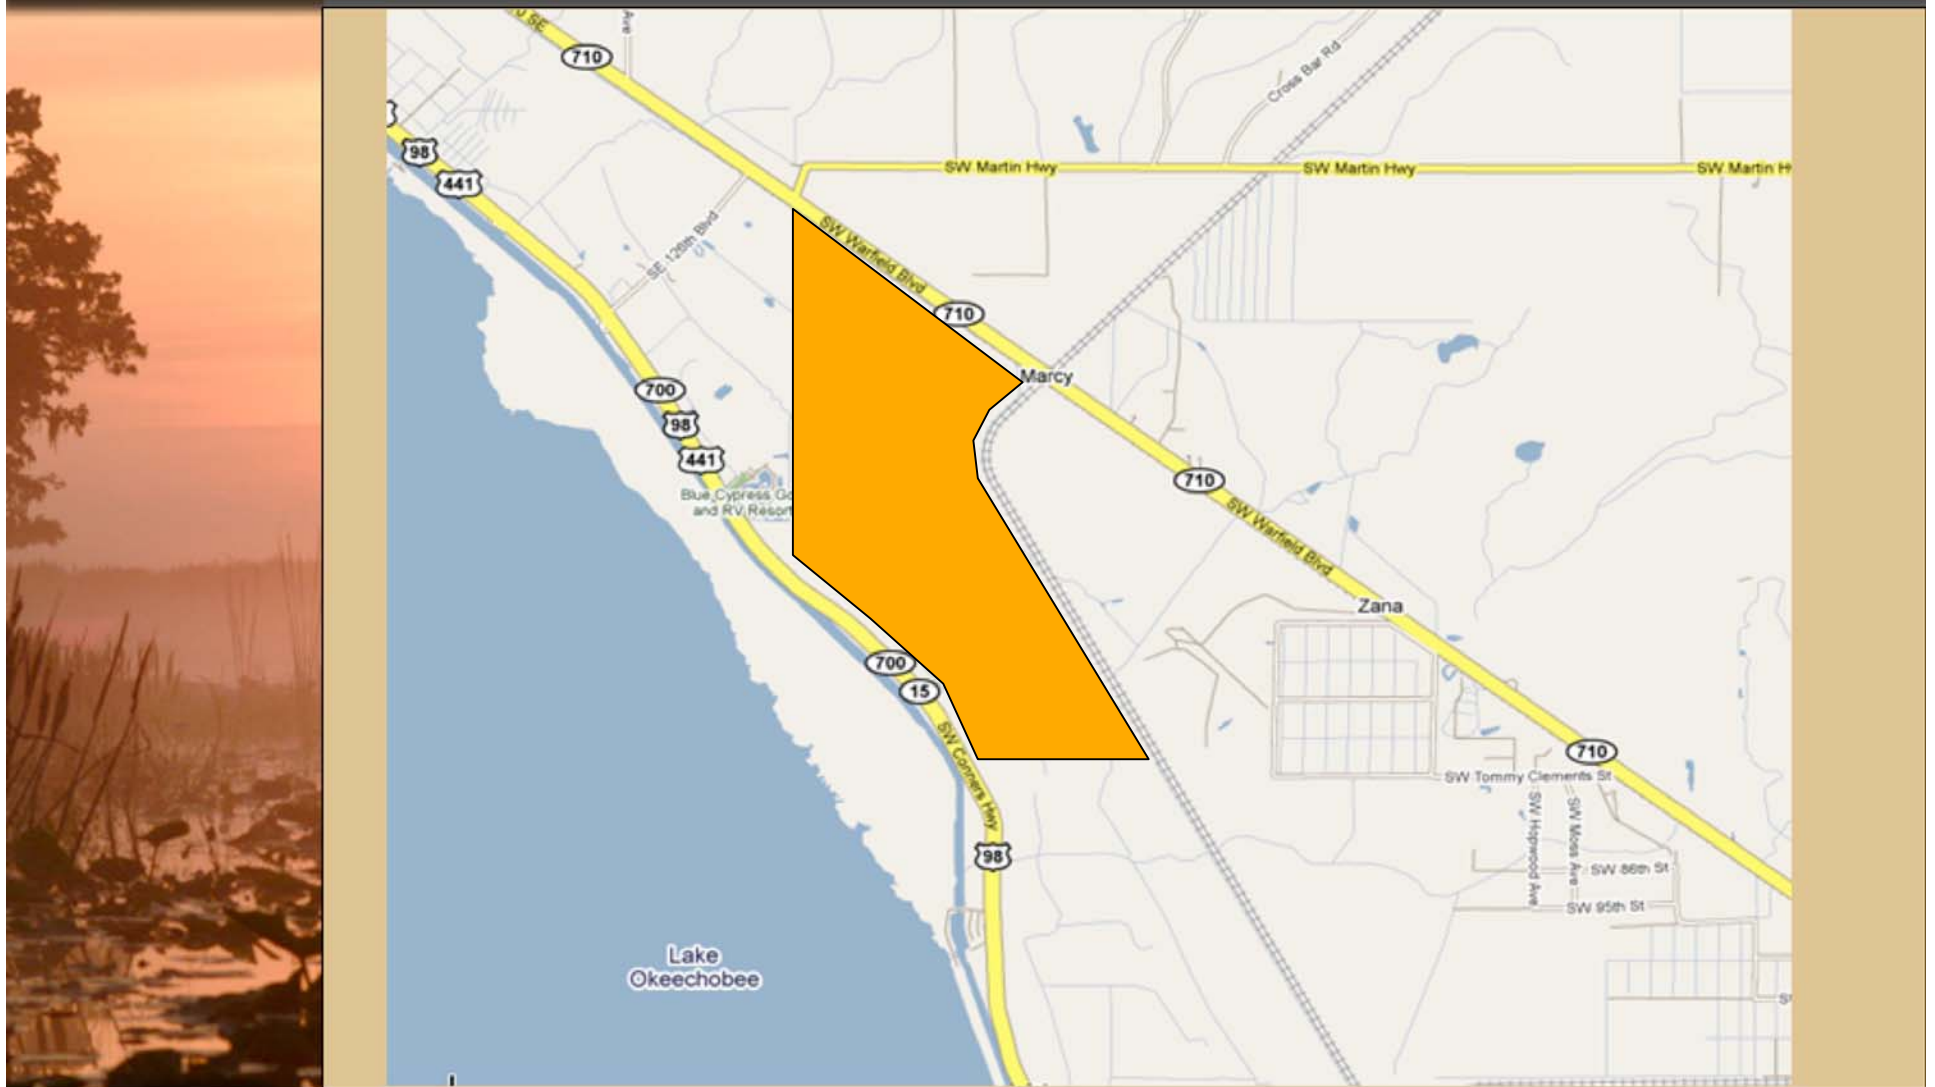 Ave
710
98
441
Cross Bar Rd
SW Martin Hwy
SW Martin Hwy
SW Martin H
SE 126th Blvd
SW Warfield Blvd
710
Marcy
700
98
441
Blue Cypress Go
and RV Resort
710
SW Warfield Blvd
Zana
700
15
SW Conners Hwy
710
SW Tommy Clements St
SW Hopwood Ave
SW Moss Ave
98
SW 86th St
SW 95th St
Lake
Okeechobee